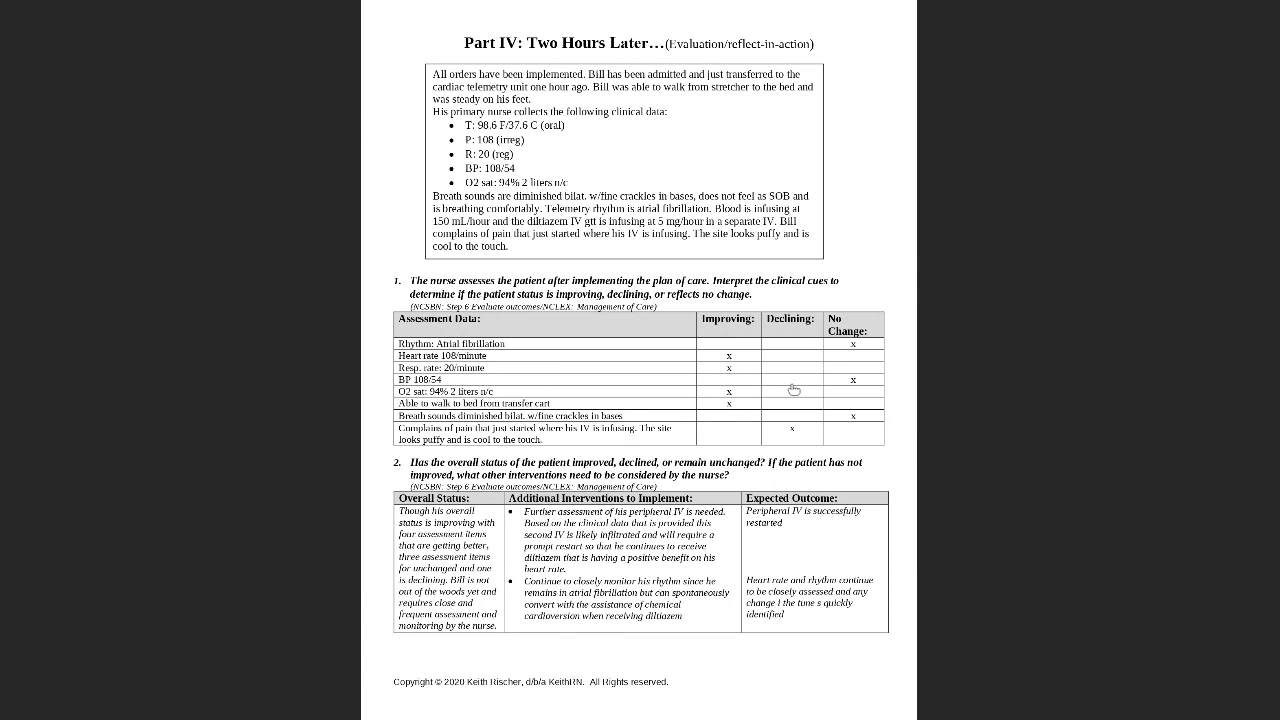 Part IV: Two Hours Later…(Evaluation/reflect-in-action)
All orders have been implemented. Bill has been admitted and just transferred to the
cardiac telemetry unit one hour ago. Bill was able to walk from stretcher to the bed and
was steady on his feet.
His primary nurse collects the following clinical data:
• T: 98.6 F/37.6 C (oral)
• P: 108 (irreg)
• R: 20 (reg)
• BP: 108/54
• O2 sat: 94% 2 liters n/c
Breath sounds are diminished bilat. w/fine crackles in bases, does not feel as SOB and
is breathing comfortably. Telemetry rhythm is atrial fibrillation. Blood is infusing at
150 mL/hour and the diltiazem IV gtt is infusing at 5 mg/hour in a separate IV. Bill
complains of pain that just started where his IV is infusing. The site looks puffy and is
cool to the touch.
1. The nurse assesses the patient after implementing the plan of care. Interpret the clinical cues to
determine if the patient status is improving, declining, or reflects no change.
(NCSBN: Step 6 Evaluate outcomes/NCLEX: Management of Care)
Assessment Data: Improving: Declining: No
Change:
Rhythm: Atrial fibrillation x
Heart rate 108/minute x
Resp. rate: 20/minute x
BP 108/54 x
O2 sat: 94% 2 liters n/c x
Able to walk to bed from transfer cart x
Breath sounds diminished bilat. w/fine crackles in bases x
Complains of pain that just started where his IV is infusing. The site x
looks puffy and is cool to the touch.
2. Has the overall status of the patient improved, declined, or remain unchanged? If the patient has not
improved, what other interventions need to be considered by the nurse?
(NCSBN: Step 6 Evaluate outcomes/NCLEX: Management of Care)
Overall Status: Additional Interventions to Implement: Expected Outcome:
Though his overall
status is improving with
four assessment items
that are getting better,
three assessment items
for unchanged and one
is declining. Bill is not
out of the woods yet and
requires close and
frequent assessment and
monitoring by the nurse.
• Further assessment of his peripheral IV is needed.
Based on the clinical data that is provided this
second IV is likely infiltrated and will require a
prompt restart so that he continues to receive
diltiazem that is having a positive benefit on his
heart rate.
• Continue to closely monitor his rhythm since he
remains in atrial fibrillation but can spontaneously
convert with the assistance of chemical
cardioversion when receiving diltiazem
Peripheral IV is successfully
restarted
Heart rate and rhythm continue
to be closely assessed and any
change i the tune s quickly
identified
Copyright © 2020 Keith Rischer, d/b/a KeithRN. All Rights reserved.